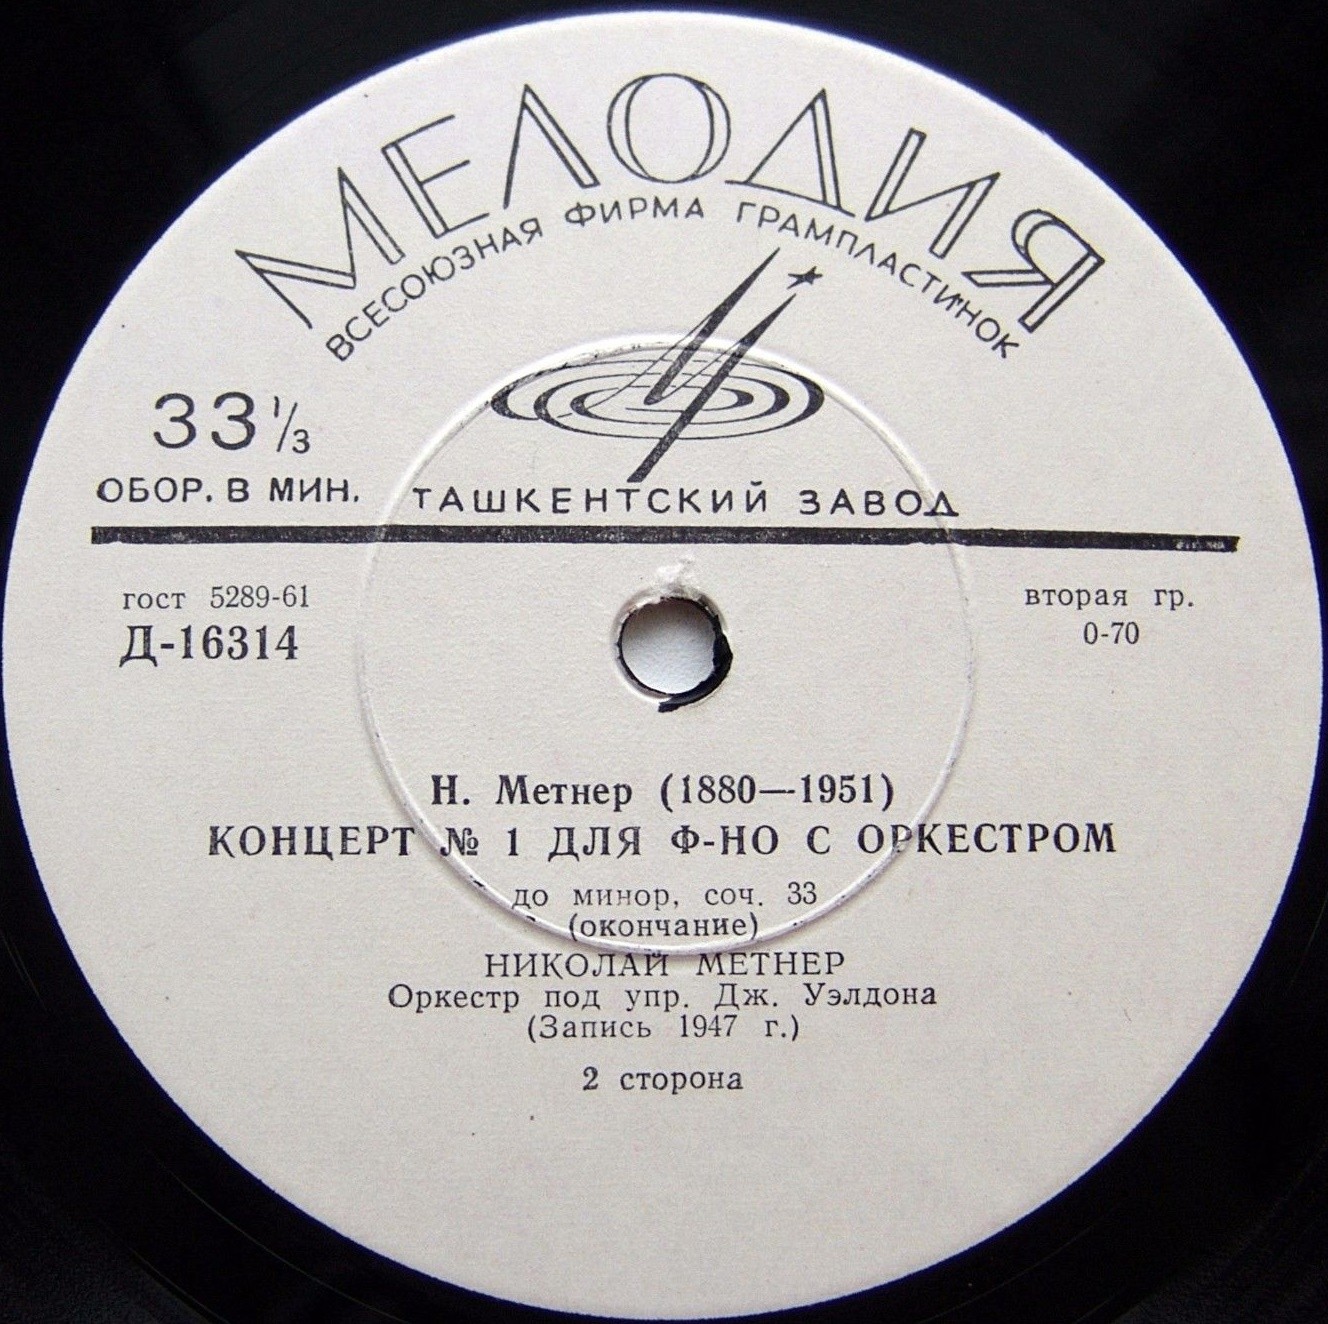 МЕЛОДИЯ
ВСЕСОЮЗНАЯ ФИРМА ГРАМПЛАСТИНОК
33⅓
ОБОР. В МИН.
ТАШКЕНТСКИЙ ЗАВОД
гост 5289-61
Д-16314
вторая гр.
0-70
Н. Метнер (1880—1951)
КОНЦЕРТ № 1 ДЛЯ Ф-НО С ОРКЕСТРОМ
до минор, соч. 33
(окончание)
НИКОЛАЙ МЕТНЕР
Оркестр под упр. Дж. Уэлдона
(Запись 1947 г.)
2 сторона